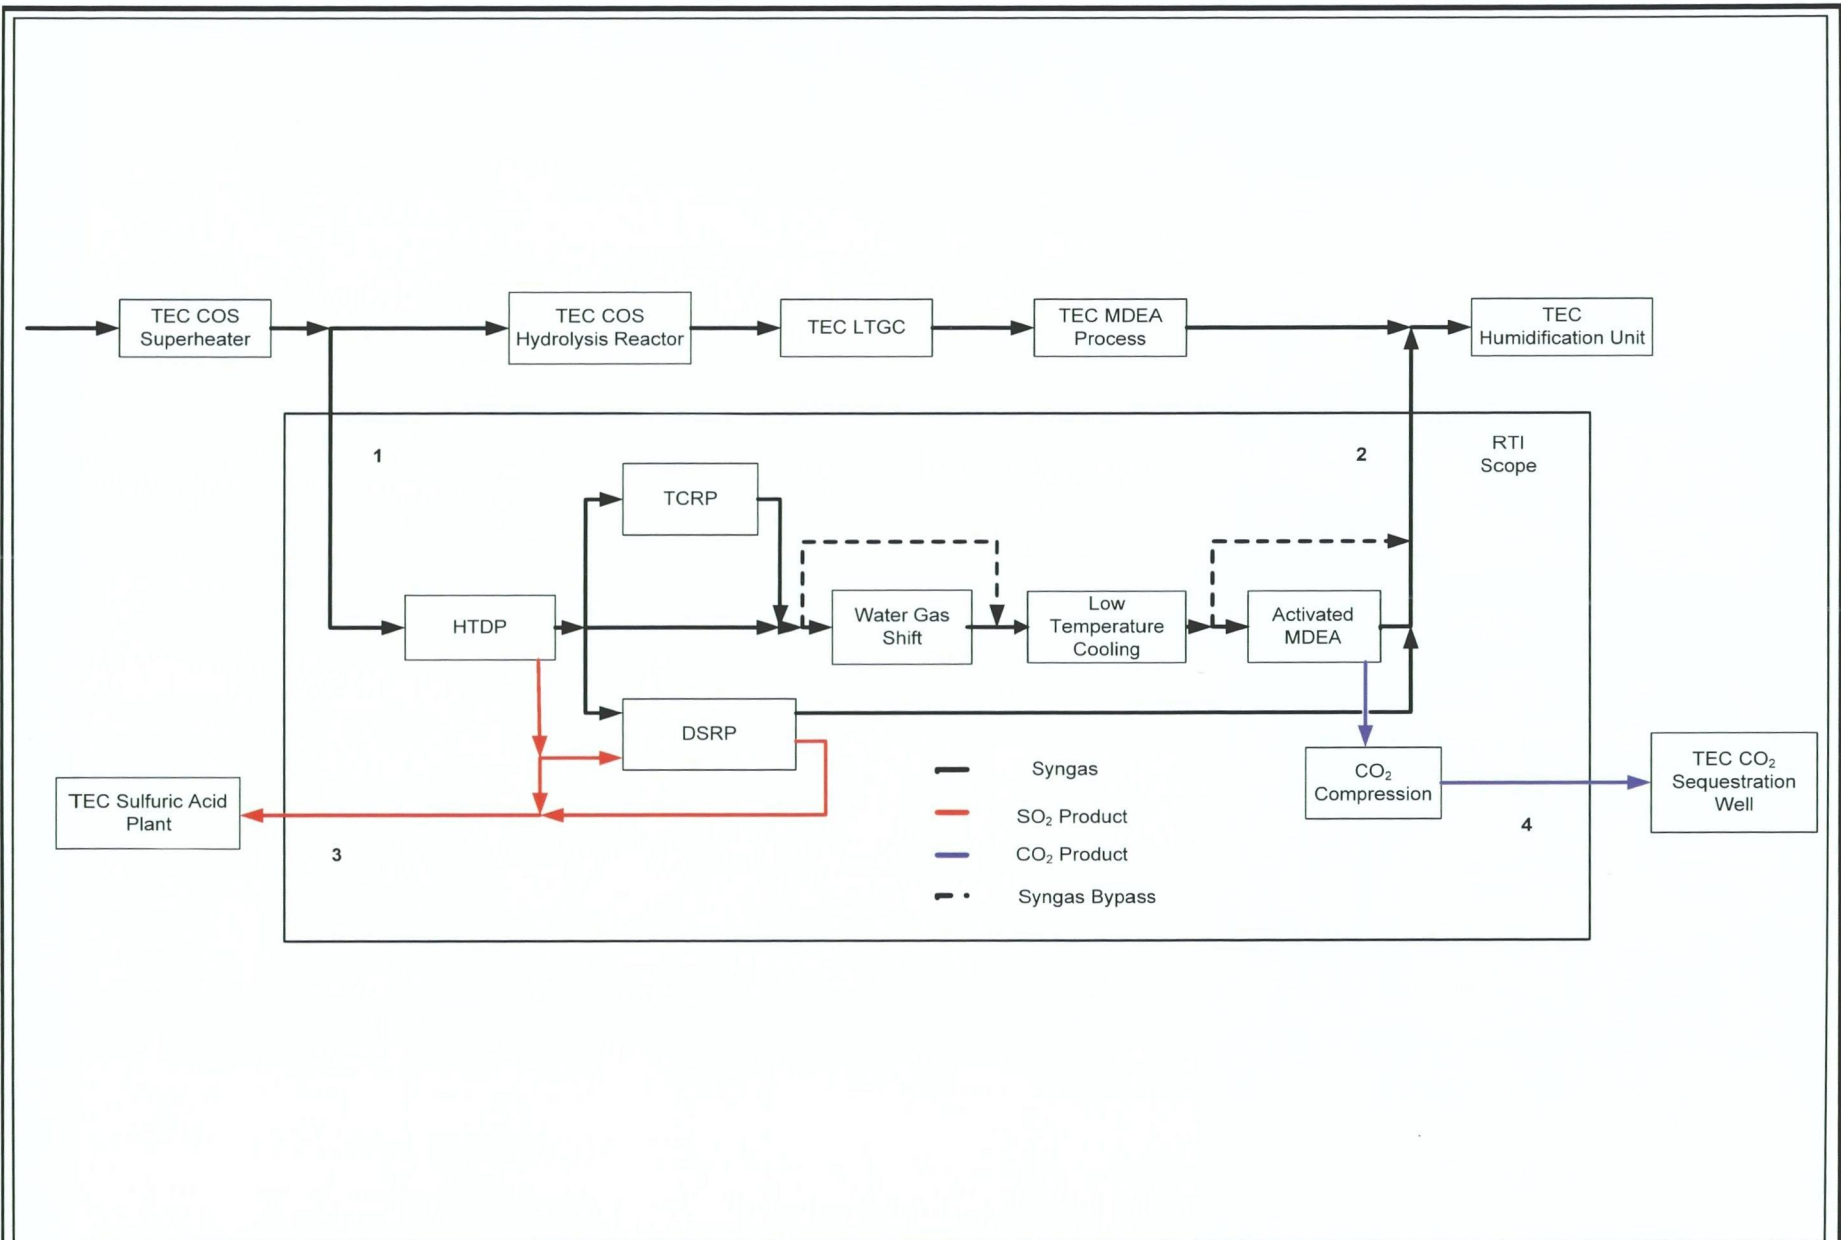 TEC COS
Superheater
TEC COS
Hydrolysis Reactor
TEC LTGC
TEC MDEA
Process
TEC
Humidification Unit
1
2
RTI
Scope
TCRP
HTDP
Water Gas
Shift
Low
Temperature
Cooling
Activated
MDEA
DSRP
TEC Sulfuric Acid
Plant
3
Syngas
SO₂ Product
CO₂ Product
Syngas Bypass
CO₂
Compression
4
TEC CO₂
Sequestration
Well